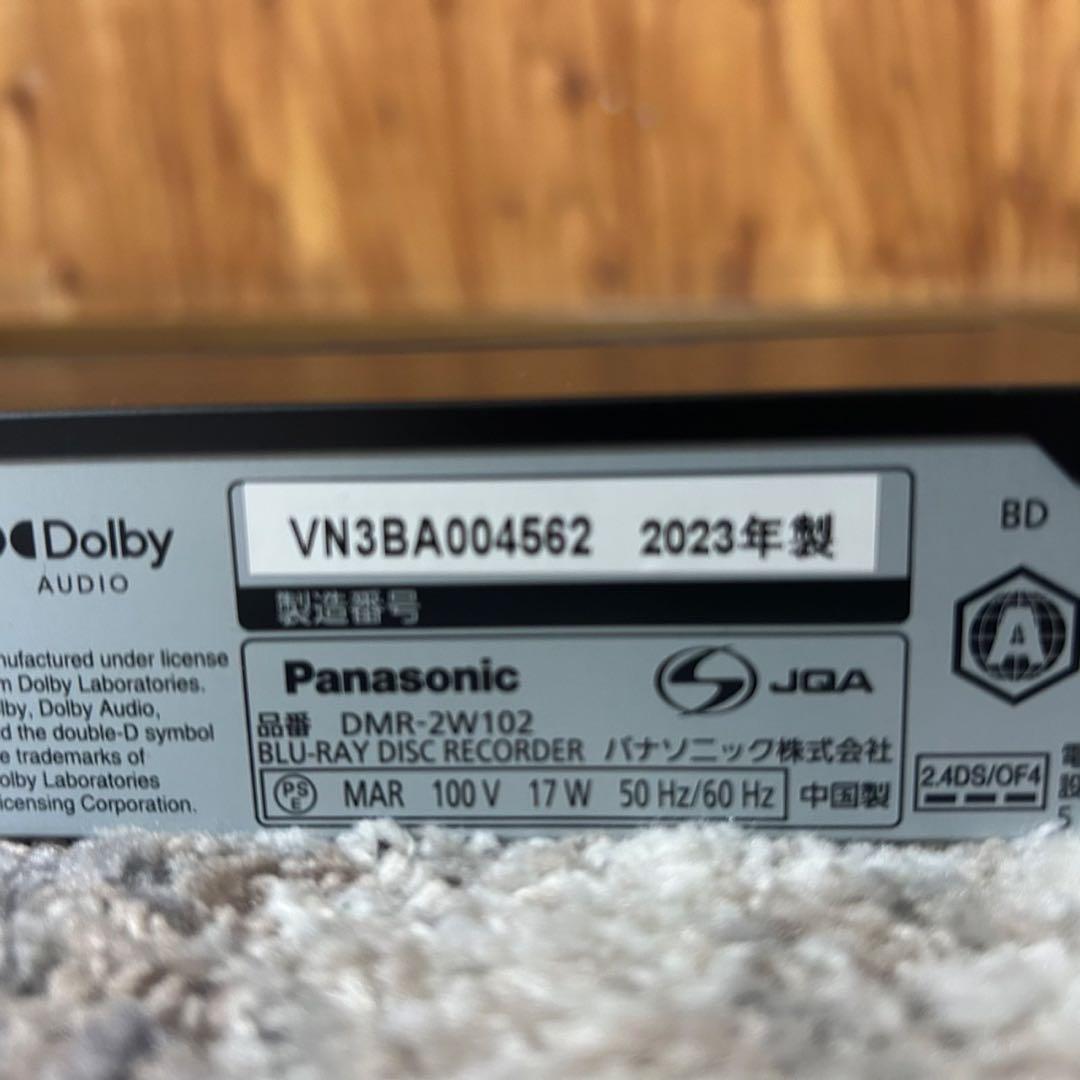 Dolby
AUDIO
nufactured under license
m Dolby Laboratories.
lby, Dolby Audio,
d the double-D symbol
e trademarks of
olby Laboratories
icensing Corporation.
VN3BA004562 2023年製
製造番号
Panasonic
JQA
品番 DMR-2W102
BLU-RAY DISC RECORDER パナソニック株式会社
PSE MAR 100 V 17 W 50 Hz/60 Hz 中国製
BD
A
2.4DS/OF4
電
設
5